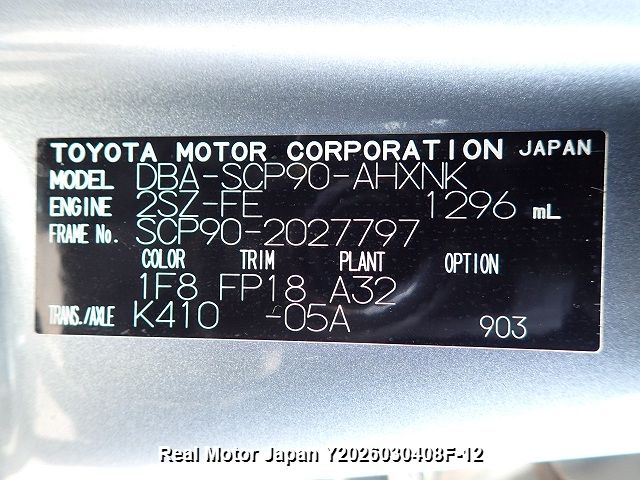 TOYOTA MOTOR CORPORATION JAPAN
MODEL DBA-SCP90-AHXNK
ENGINE 2SZ-FE 1296 mL
FRAME No. SCP90-2027797
COLOR TRIM PLANT OPTION
1F8 FP18 A32
TRANS./AXLE K410 -05A 903
Real Motor Japan Y2026030408F-12